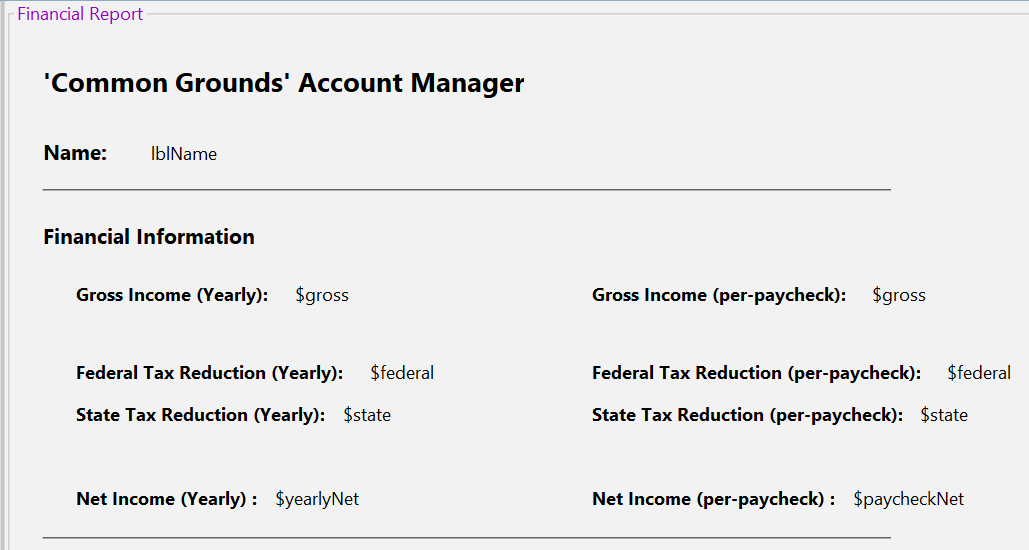 Financial Report
'Common Grounds' Account Manager
Name: lblName
Financial Information
Gross Income (Yearly): $gross Gross Income (per-paycheck): $gross
Federal Tax Reduction (Yearly): $federal Federal Tax Reduction (per-paycheck): $federal
State Tax Reduction (Yearly): $state State Tax Reduction (per-paycheck): $state
Net Income (Yearly) : $yearlyNet Net Income (per-paycheck) : $paycheckNet